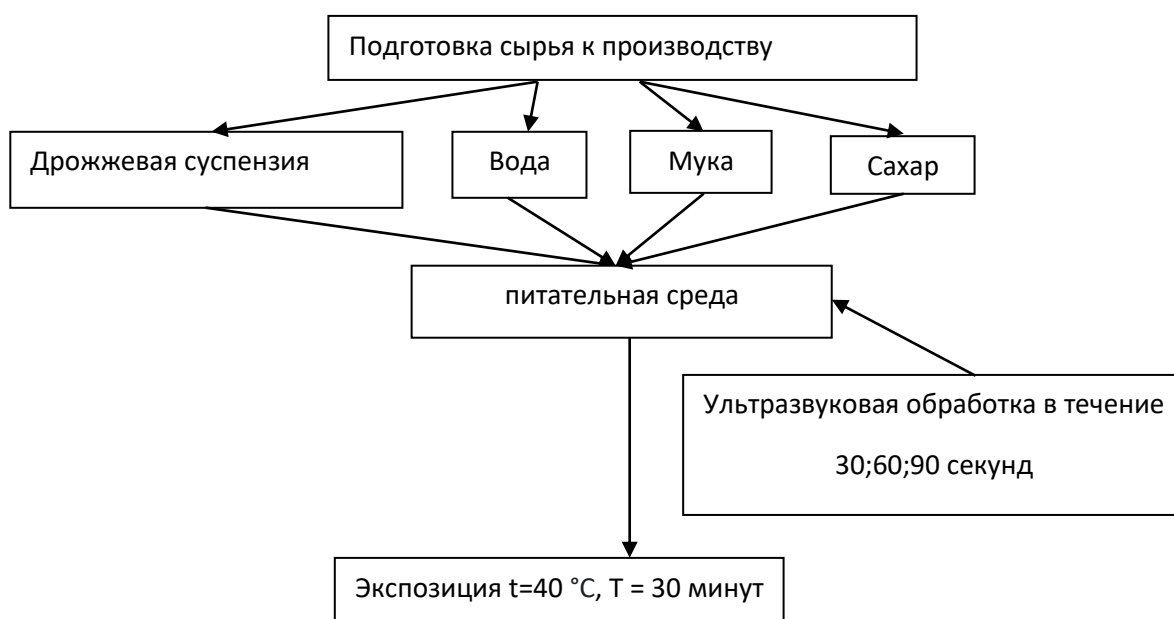 Подготовка сырья к производству
Дрожжевая суспензия
Вода
Мука
Сахар
питательная среда
Ультразвуковая обработка в течение
30;60;90 секунд
Экспозиция t=40 °C, T = 30 минут